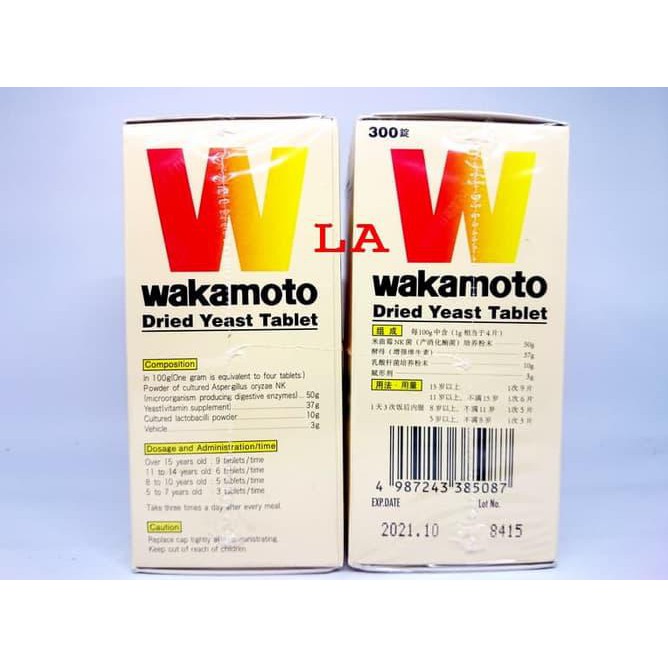 W
wakamoto
Dried Yeast Tablet
Composition
In 100g(One gram is equivalent to four tablets.)
Powder of cultured Aspergillus oryzae NK
(microorganism producing digestive enzymes)....50g
Yeast(vitamin supplement)....37g
Cultured lactobacilli powder....10g
Vehicle....3g
Dosage and Administration/time
Over 15 years old : 9 tablets/time
11 to 14 years old : 6 tablets/time
8 to 10 years old : 5 tablets/time
5 to 7 years old : 3 tablets/time
Take three times a day after every meal.
Caution
Replace cap tightly after administrating.
Keep out of reach of children.
LA
300錠
W
wakamoto
Dried Yeast Tablet
组成 每100g中含(1g相当于4片)
米曲霉NK菌(产消化酶菌)培养粉末 50g
酵母(增强维生素) 37g
乳酸杆菌培养粉末 10g
赋形剂 3g
用法·用量 15岁以上, 1次9片
11岁以上, 不满15岁 1次6片
1天3次饭后内服 8岁以上, 不满11岁 1次5片
5岁以上, 不满8岁 1次3片
4 987243 385087
EXP.DATE Lot No.
2021.10 8415